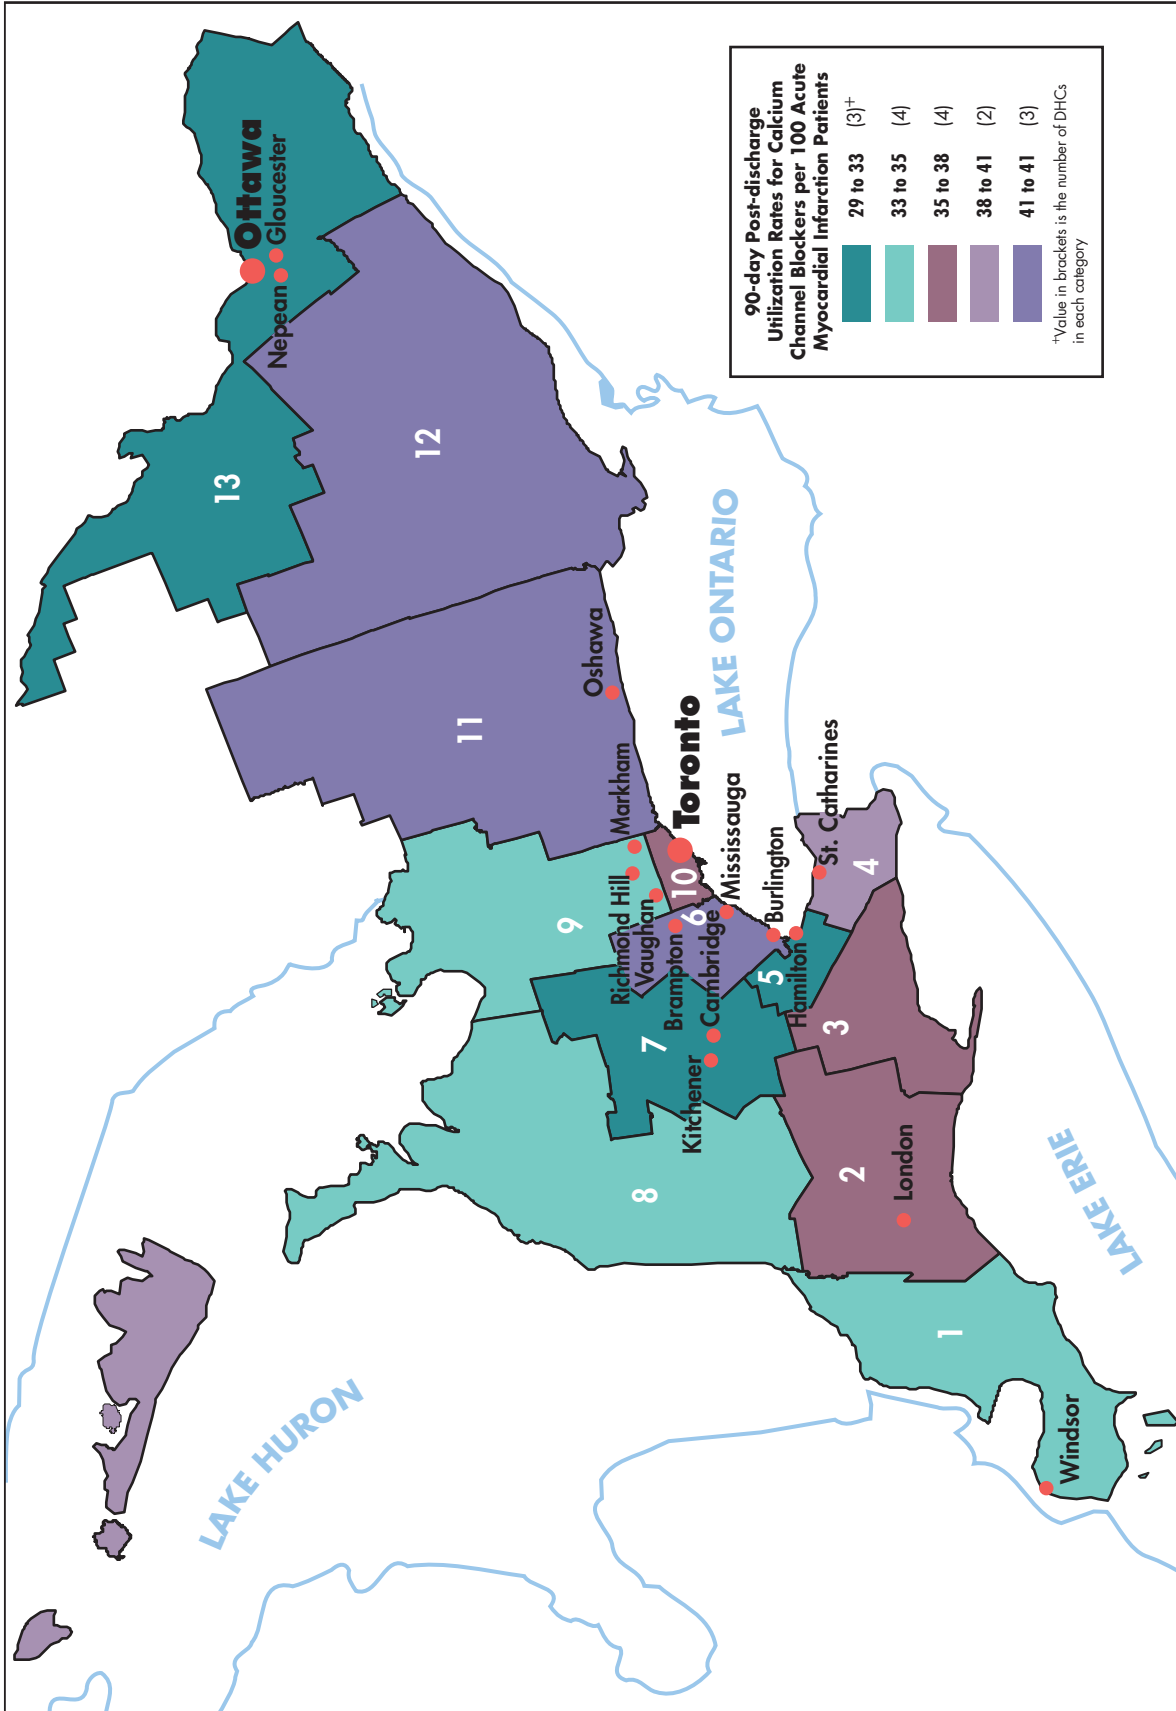 90-day Post-discharge
Utilization Rates for Calcium
Channel Blockers per 100 Acute
Myocardial Infarction Patients
29 to 33 (3)+
33 to 35 (4)
35 to 38 (4)
38 to 41 (2)
41 to 41 (3)
+Value in brackets is the number of DHCs
in each category
Ottawa
Gloucester
Nepean
13
12
11
Oshawa
LAKE ONTARIO
Markham
Toronto
Richmond Hill
Vaughan
10
9
Brampton
6
Mississauga
Cambridge
Burlington
5
Hamilton
St. Catharines
4
7
Kitchener
3
8
2
London
LAKE ERIE
1
Windsor
LAKE HURON